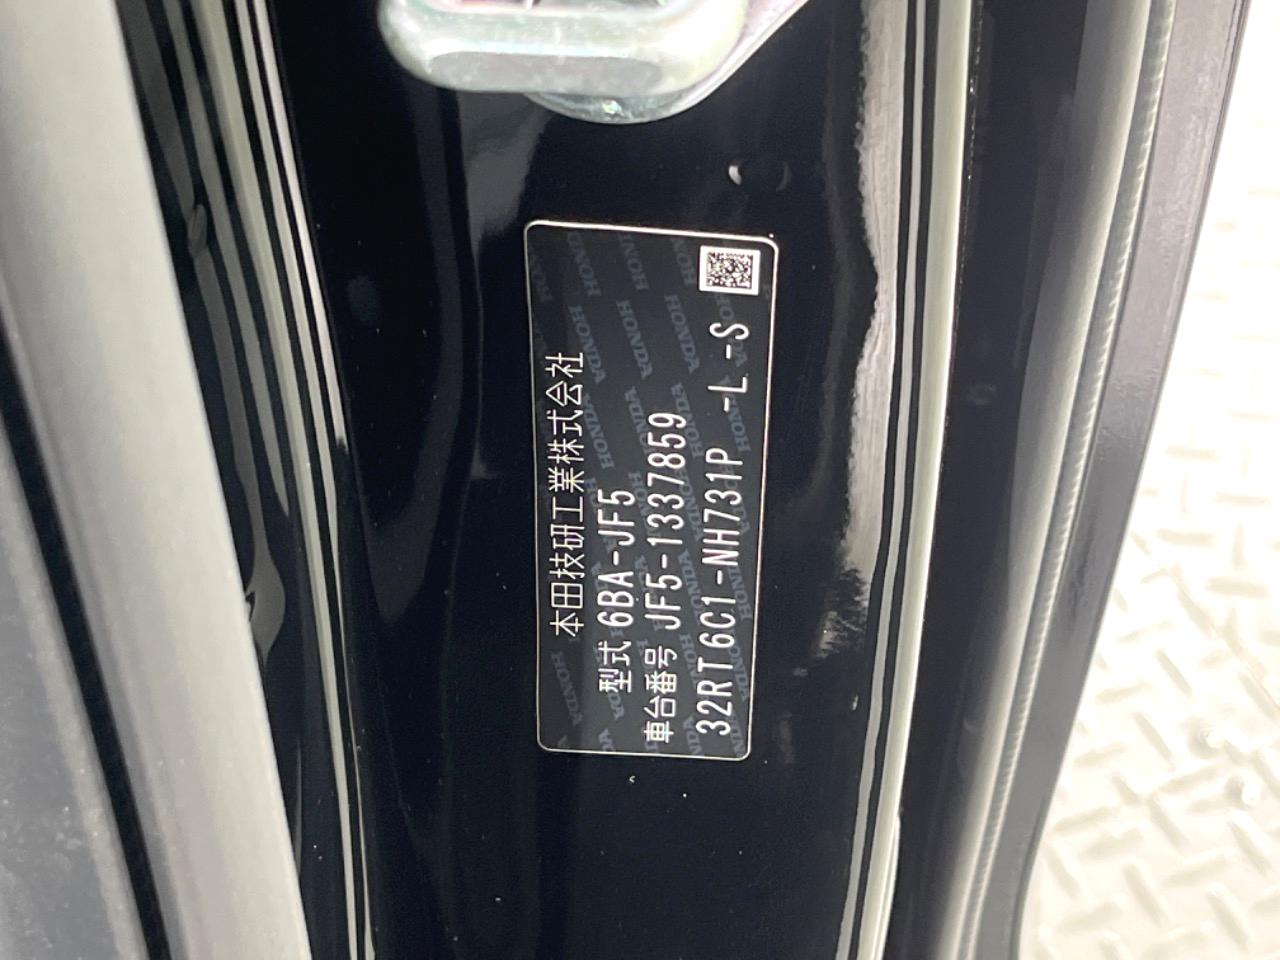 本田技研工業株式会社
型式 6BA-JF5
車台番号 JF5-1337859
32RT6C1-NH731P -L -S